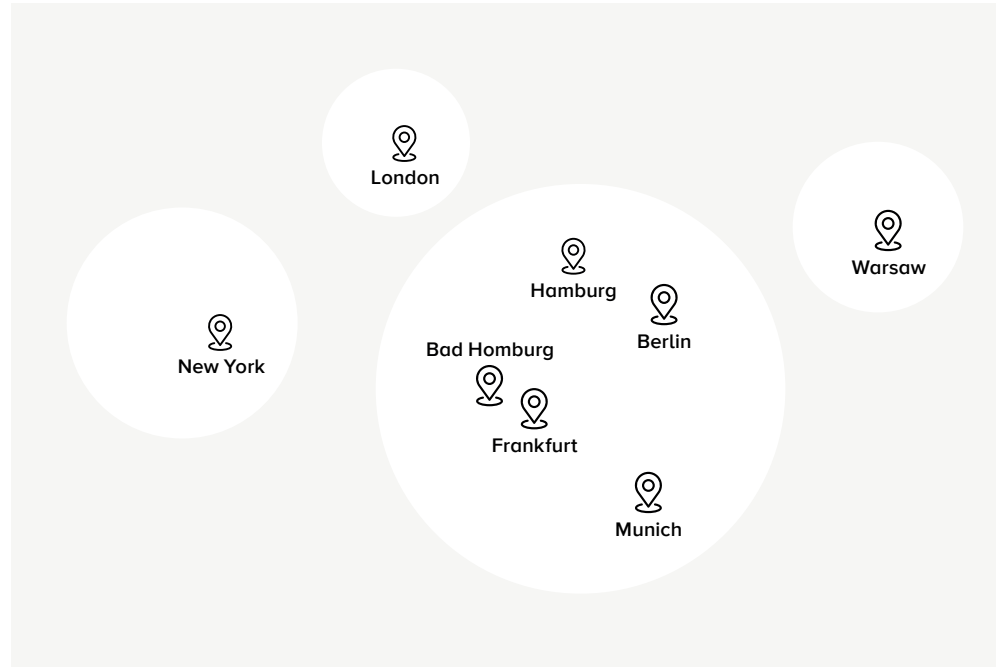 London
Warsaw
Hamburg
Berlin
Bad Homburg
New York
Frankfurt
Munich